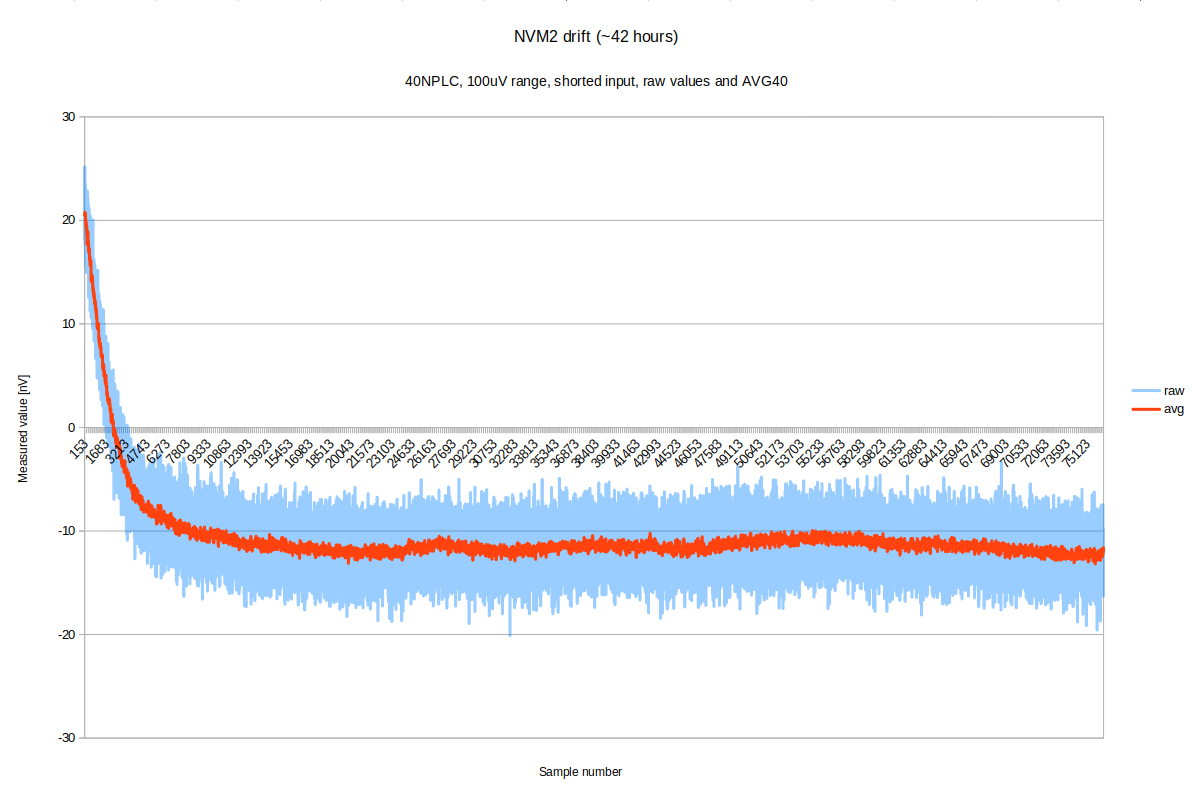 NVM2 drift (~42 hours)
40NPLC, 100uV range, shorted input, raw values and AVG40
30
20
10
0
-10
-20
-30
Measured value [nV]
153 1683 3213 4743 6273 7803 9333 10863 12393 13923 15453 16983 18513 20043 21573 23103 24633 26163 27693 29223 30753 32283 33813 35343 36873 38403 39933 41463 42993 44523 46053 47583 49113 50643 52173 53703 55233 56763 58293 59823 61353 62883 64413 65943 67473 69003 70533 72063 73593 75123
Sample number
raw
avg